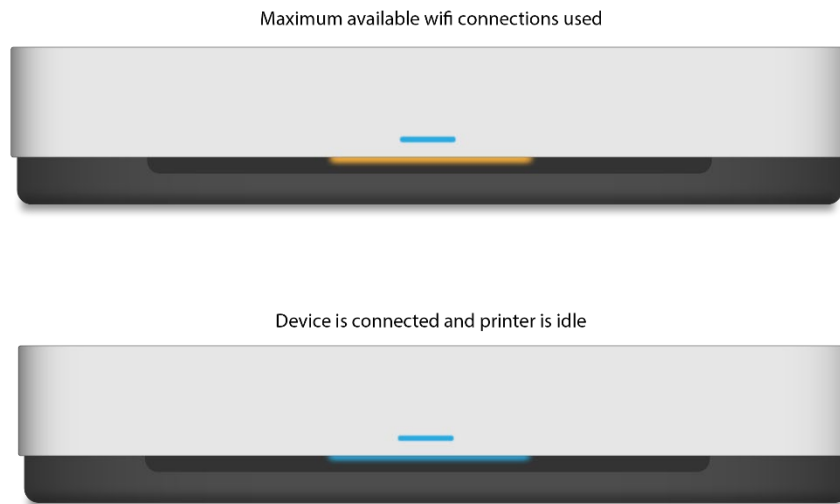 Maximum available wifi connections used
Device is connected and printer is idle